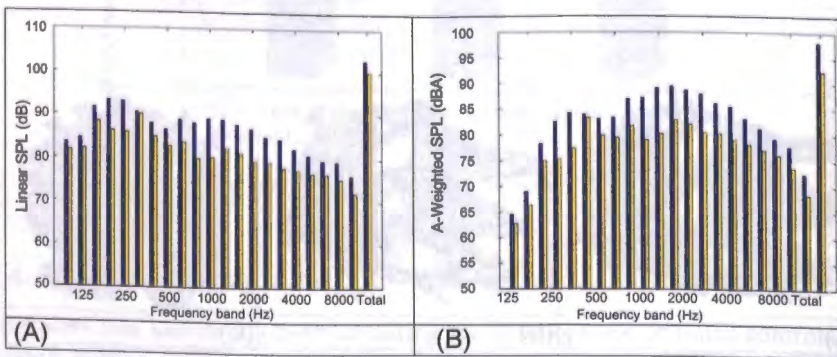 110
100
90
80
70
60
50
Linear SPL (dB)
125 250 500 1000 2000 4000 8000 Total
Frequency band (Hz)
(A)
100
95
90
85
80
75
70
65
60
55
50
A-Weighted SPL (dBA)
125 250 500 1000 2000 4000 8000 Total
Frequency band (Hz)
(B)